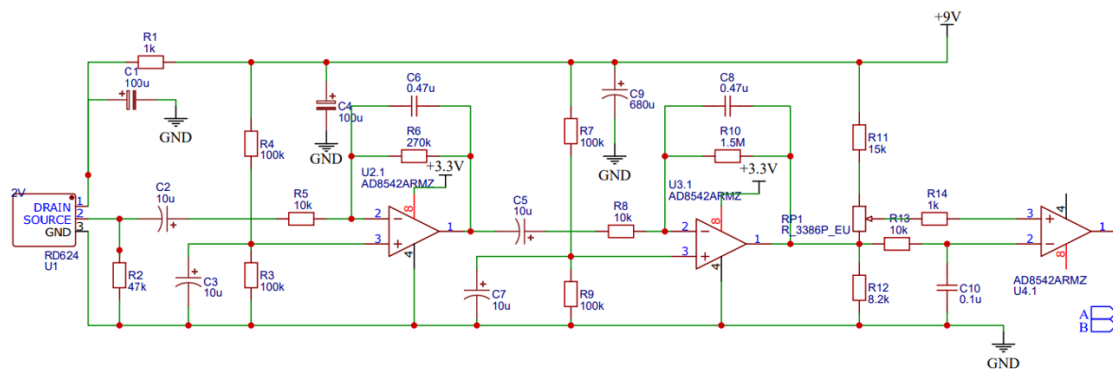 +9V
R1
1k
C1
100u
GND
C4
100u
GND
R4
100k
C6
0.47u
R6
270k
+3.3V
U2.1
AD8542ARMZ
8
2
3
1
4
R7
100k
C9
680u
GND
C8
0.47u
R10
1.5M
+3.3V
U3.1
AD8542ARMZ
8
2
3
1
4
R11
15k
RP1
R_3386P_EU
R14
1k
R13
10k
4
3
2
1
8
AD8542ARMZ
U4.1
2V
DRAIN 1
SOURCE 2
GND 3
RD624
U1
C2
10u
R5
10k
C5
10u
R8
10k
R2
47k
C3
10u
R3
100k
C7
10u
R9
100k
R12
8.2k
C10
0.1u
A
B
GND